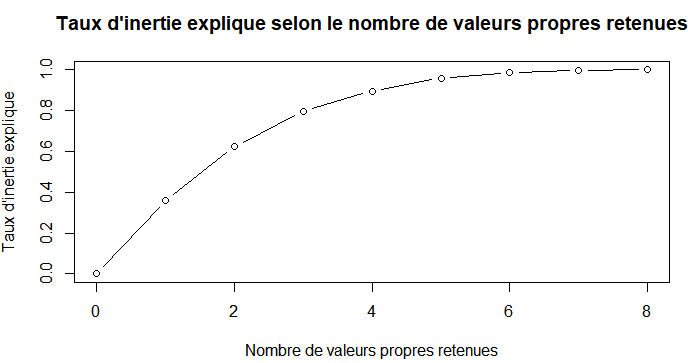 Taux d'inertie explique selon le nombre de valeurs propres retenues
Taux d'inertie explique
1.0
0.8
0.6
0.4
0.2
0.0
0 2 4 6 8
Nombre de valeurs propres retenues